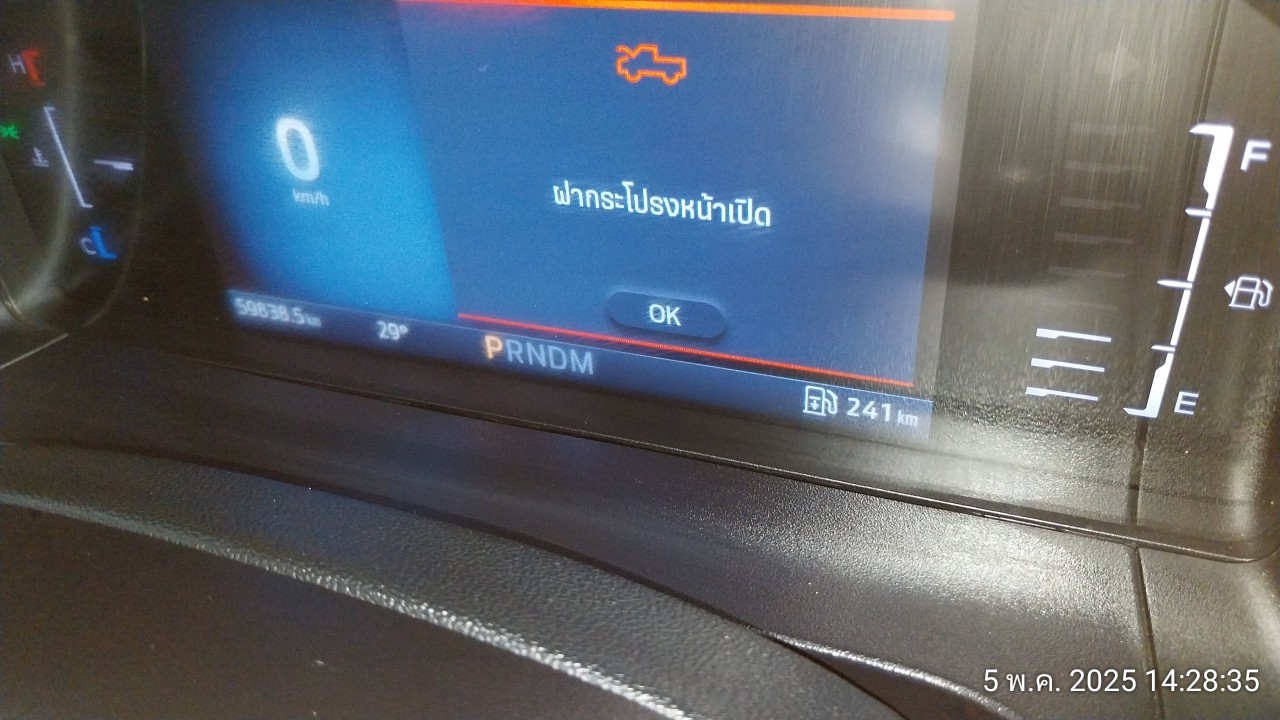 H
0
km/h
C
ฝากระโปรงหน้าเปิด
OK
59838.5 km
29°
PRNDM
241 km
F
E
5 พ.ค. 2025 14:28:35